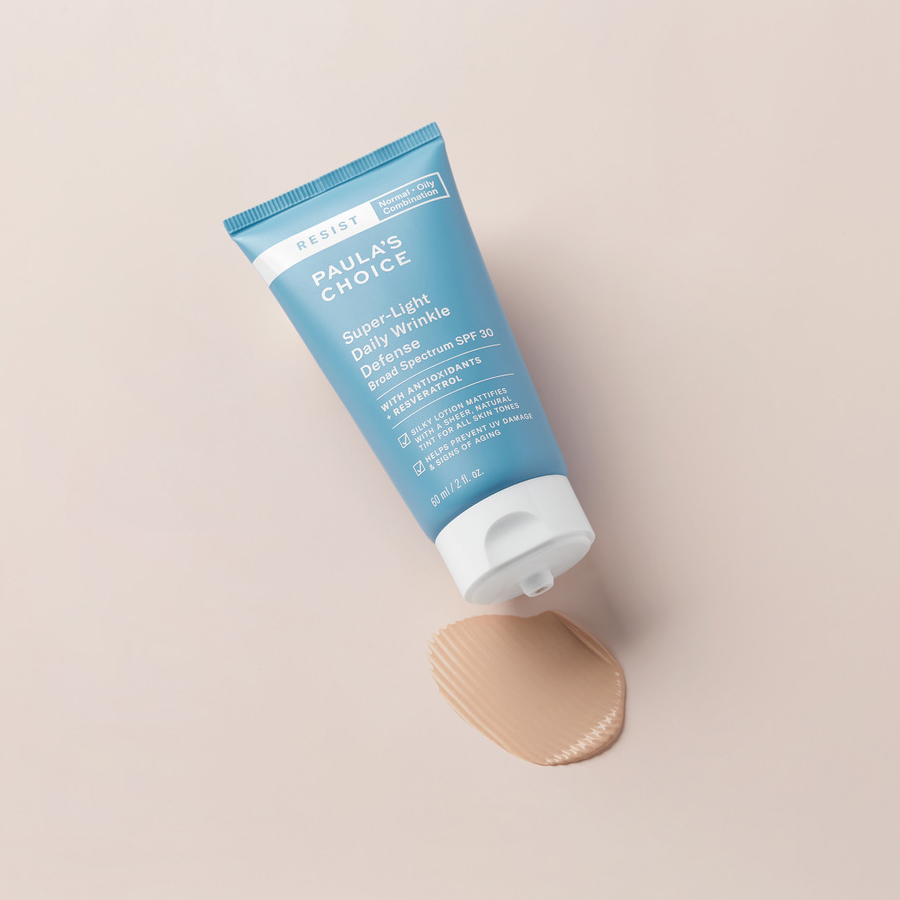 RESIST
Normal • Oily
Combination
PAULA'S
CHOICE
Super-Light
Daily Wrinkle
Defense
Broad Spectrum SPF 30
WITH ANTIOXIDANTS
+ RESVERATROL
SILKY LOTION MATTIFIES
WITH A SHEER, NATURAL
TINT FOR ALL SKIN TONES
HELPS PREVENT UV DAMAGE
& SIGNS OF AGING
60 ml / 2 fl. oz.